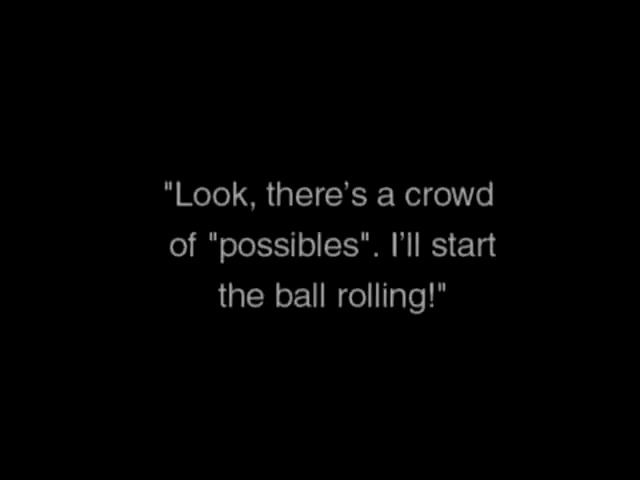 "Look, there's a crowd
of "possibles". I'll start
the ball rolling!"